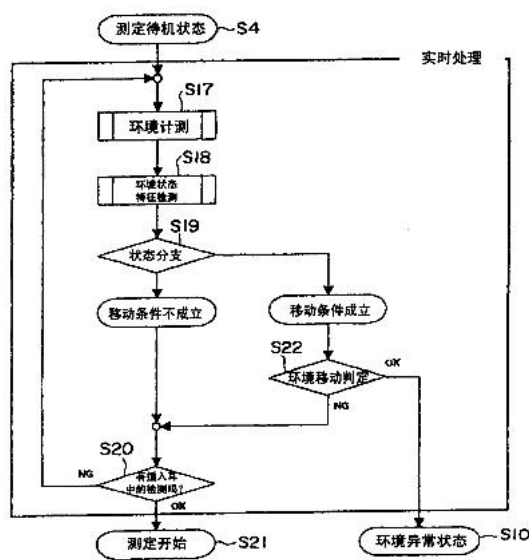 测定待机状态
S4
实时处理
S17
环境计测
S18
环境状态
特征检测
S19
状态分支
移动条件不成立
移动条件成立
S22
环境移动判定
OK
NG
S20
NG
有插入耳
中的检测吗?
OK
测定开始
S21
环境异常状态
S10